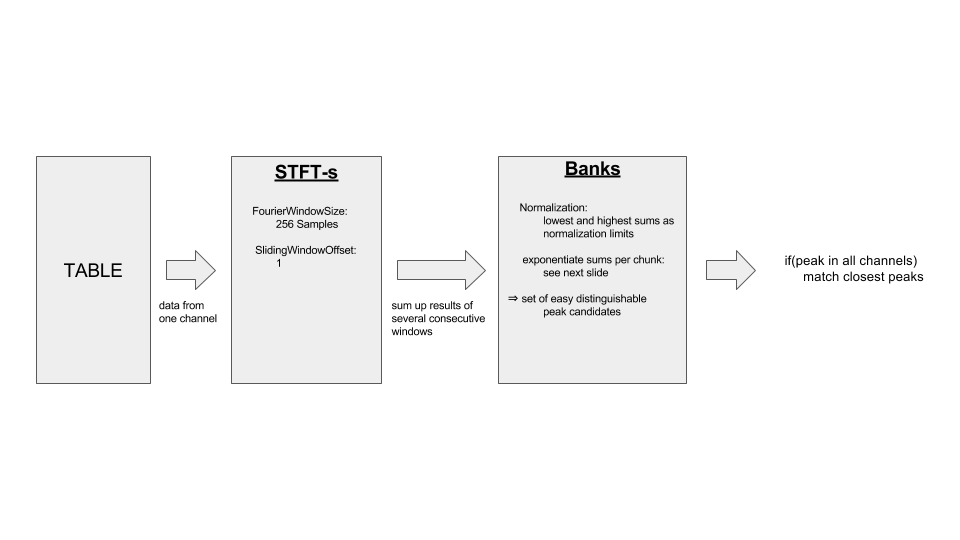 TABLE
data from
one channel
STFT-s
FourierWindowSize:
256 Samples
SlidingWindowOffset:
1
sum up results of
several consecutive
windows
Banks
Normalization:
lowest and highest sums as
normalization limits
exponentiate sums per chunk:
see next slide
⇒ set of easy distinguishable
peak candidates
if(peak in all channels)
match closest peaks